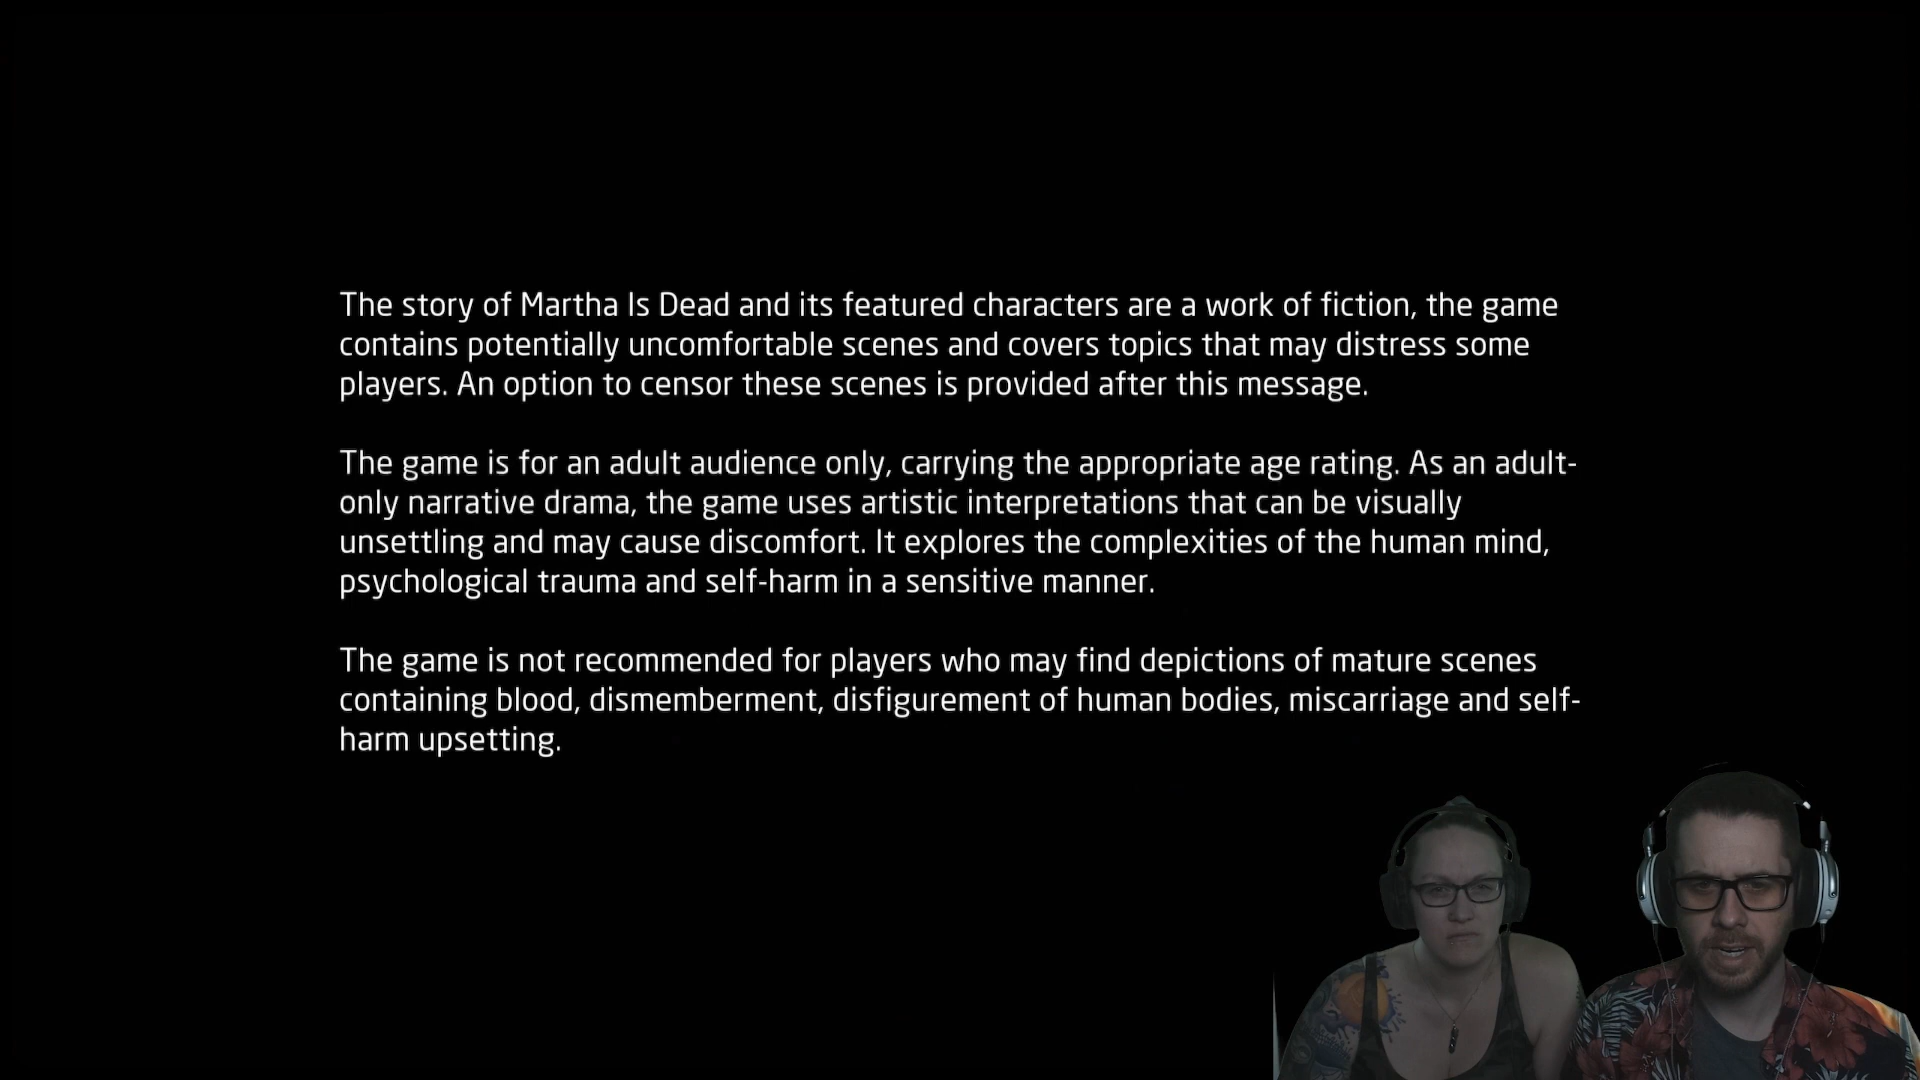 The story of Martha Is Dead and its featured characters are a work of fiction, the game
contains potentially uncomfortable scenes and covers topics that may distress some
players. An option to censor these scenes is provided after this message.
The game is for an adult audience only, carrying the appropriate age rating. As an adult-
only narrative drama, the game uses artistic interpretations that can be visually
unsettling and may cause discomfort. It explores the complexities of the human mind,
psychological trauma and self-harm in a sensitive manner.
The game is not recommended for players who may find depictions of mature scenes
containing blood, dismemberment, disfigurement of human bodies, miscarriage and self-
harm upsetting.